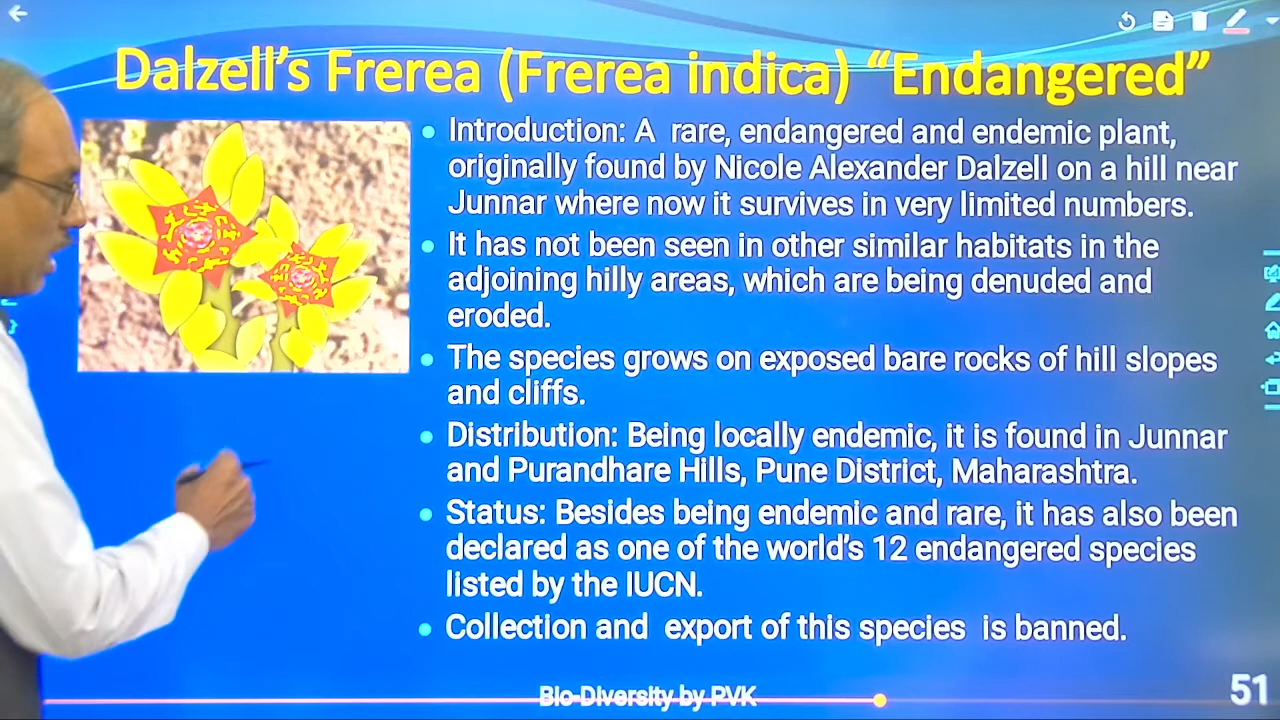 Dalzell's Frerea (Frerea indica) “Endangered”
• Introduction: A rare, endangered and endemic plant,
originally found by Nicole Alexander Dalzell on a hill near
Junnar where now it survives in very limited numbers.
• It has not been seen in other similar habitats in the
adjoining hilly areas, which are being denuded and
eroded.
• The species grows on exposed bare rocks of hill slopes
and cliffs.
• Distribution: Being locally endemic, it is found in Junnar
and Purandhare Hills, Pune District, Maharashtra.
• Status: Besides being endemic and rare, it has also been
declared as one of the world's 12 endangered species
listed by the IUCN.
• Collection and export of this species is banned.
Bio-Diversity by PVK
51